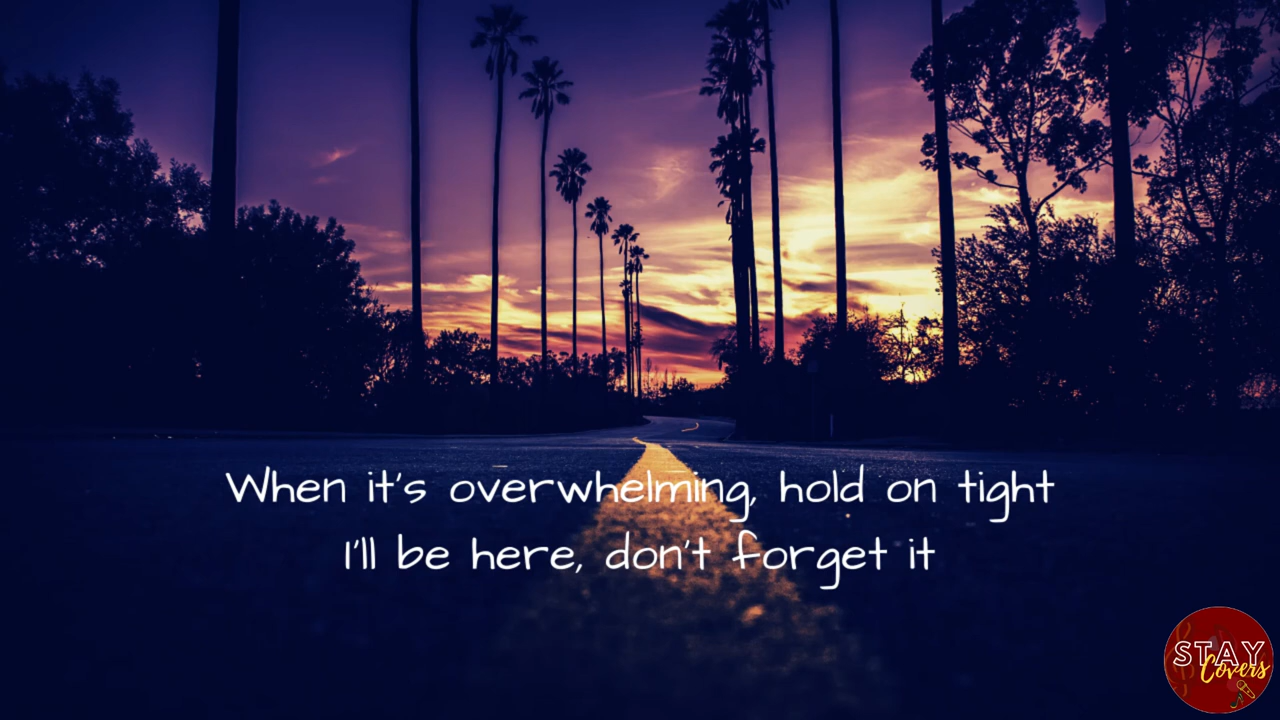 When it's overwhelming, hold on tight
I'll be here, don't forget it
STAY
Covers